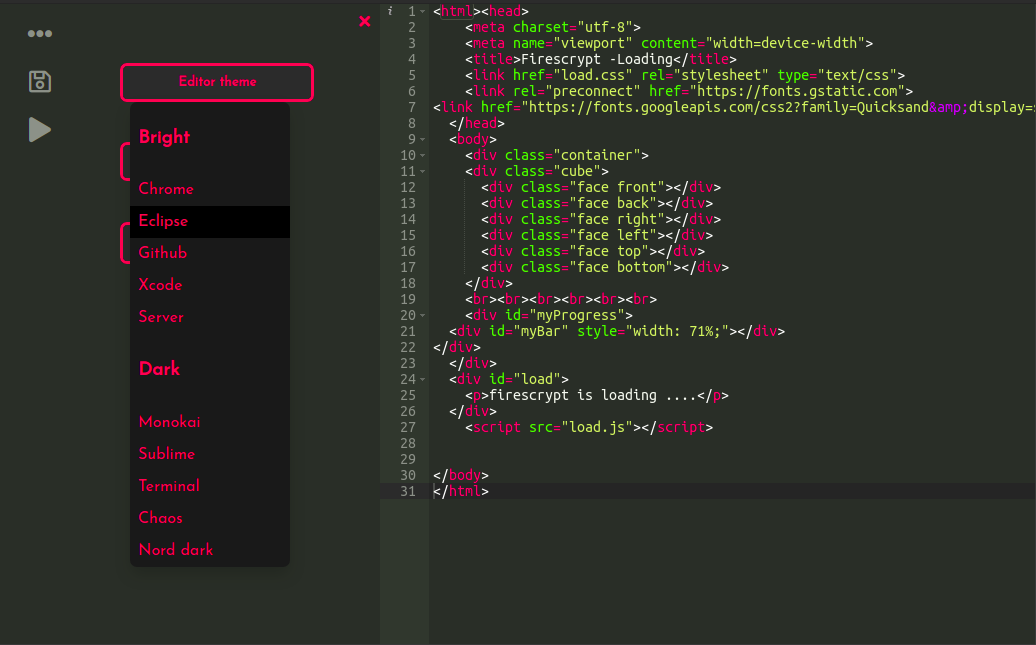 Editor theme
Bright
Chrome
Eclipse
Github
Xcode
Server
Dark
Monokai
Sublime
Terminal
Chaos
Nord dark
i 1 <html><head>
2 <meta charset="utf-8">
3 <meta name="viewport" content="width=device-width">
4 <title>Firescrypt -Loading</title>
5 <link href="load.css" rel="stylesheet" type="text/css">
6 <link rel="preconnect" href="https://fonts.gstatic.com">
7 <link href="https://fonts.googleapis.com/css2?family=Quicksand&amp;display=
8 </head>
9 <body>
10 <div class="container">
11 <div class="cube">
12 <div class="face front"></div>
13 <div class="face back"></div>
14 <div class="face right"></div>
15 <div class="face left"></div>
16 <div class="face top"></div>
17 <div class="face bottom"></div>
18 </div>
19 <br><br><br><br><br><br>
20 <div id="myProgress">
21 <div id="myBar" style="width: 71%;"></div>
22 </div>
23 </div>
24 <div id="load">
25 <p>firescrypt is loading ....</p>
26 </div>
27 <script src="load.js"></script>
28
29
30 </body>
31 </html>